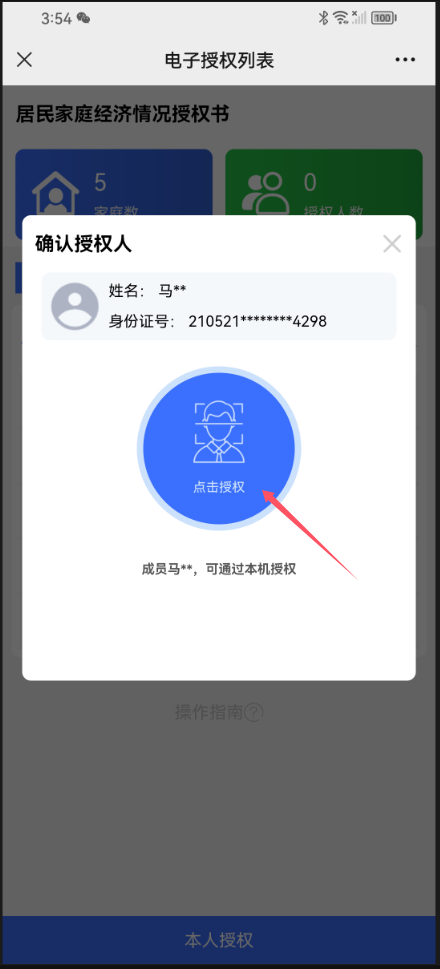 3:54
100
电子授权列表
居民家庭经济情况授权书
5
家庭数
0
授权人数
确认授权人
姓名： 马**
身份证号： 210521********4298
点击授权
成员马**，可通过本机授权
操作指南?
本人授权